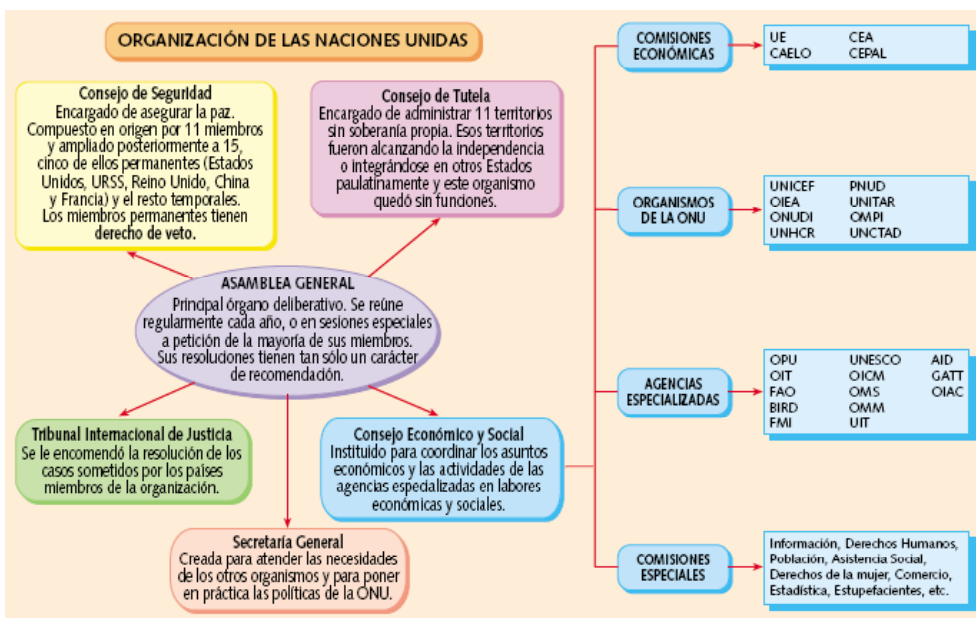 ORGANIZACIÓN DE LAS NACIONES UNIDAS
Consejo de Seguridad
Encargado de asegurar la paz.
Compuesto en origen por 11 miembros
y ampliado posteriormente a 15,
cinco de ellos permanentes (Estados
Unidos, URSS, Reino Unido, China
y Francia) y el resto temporales.
Los miembros permanentes tienen
derecho de veto.
Consejo de Tutela
Encargado de administrar 11 territorios
sin soberanía propia. Esos territorios
fueron alcanzando la independencia
o integrándose en otros Estados
paulatinamente y este organismo
quedó sin funciones.
ASAMBLEA GENERAL
Principal órgano deliberativo. Se reúne
regularmente cada año, o en sesiones especiales
a petición de la mayoría de sus miembros.
Sus resoluciones tienen tan sólo un carácter
de recomendación.
Tribunal Internacional de Justicia
Se le encomendó la resolución de los
casos sometidos por los países
miembros de la organización.
Consejo Económico y Social
Instituido para coordinar los asuntos
económicos y las actividades de las
agencias especializadas en labores
económicas y sociales.
Secretaría General
Creada para atender las necesidades
de los otros organismos y para poner
en práctica las políticas de la ONU.
COMISIONES
ECONÓMICAS
UE CEA
CAELO CEPAL
ORGANISMOS
DE LA ONU
UNICEF PNUD
OIEA UNITAR
ONUDI OMPI
UNHCR UNCTAD
AGENCIAS
ESPECIALIZADAS
OPU UNESCO AID
OIT OICM GATT
FAO OMS OIAC
BIRD OMM
FMI UIT
COMISIONES
ESPECIALES
Información, Derechos Humanos,
Población, Asistencia Social,
Derechos de la mujer, Comercio,
Estadística, Estupefacientes, etc.